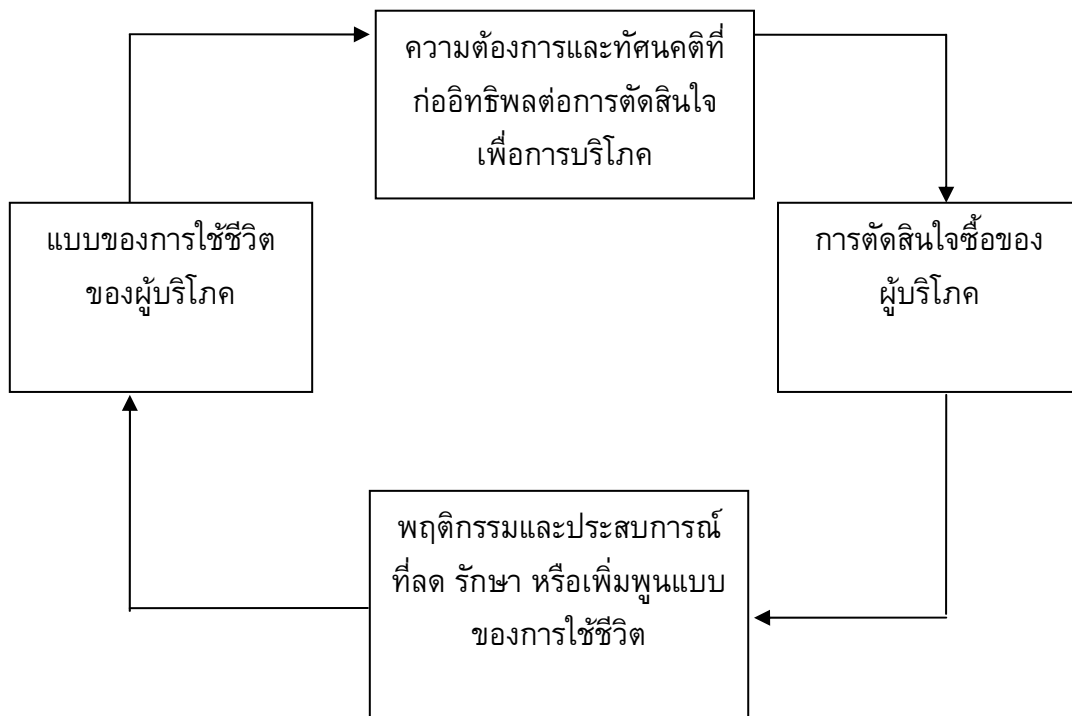 ความต้องการและทัศนคติที่
ก่ออิทธิพลต่อการตัดสินใจ
เพื่อการบริโภค
แบบของการใช้ชีวิต
ของผู้บริโภค
การตัดสินใจซื้อของ
ผู้บริโภค
พฤติกรรมและประสบการณ์
ที่ลด รักษา หรือเพิ่มพูนแบบ
ของการใช้ชีวิต